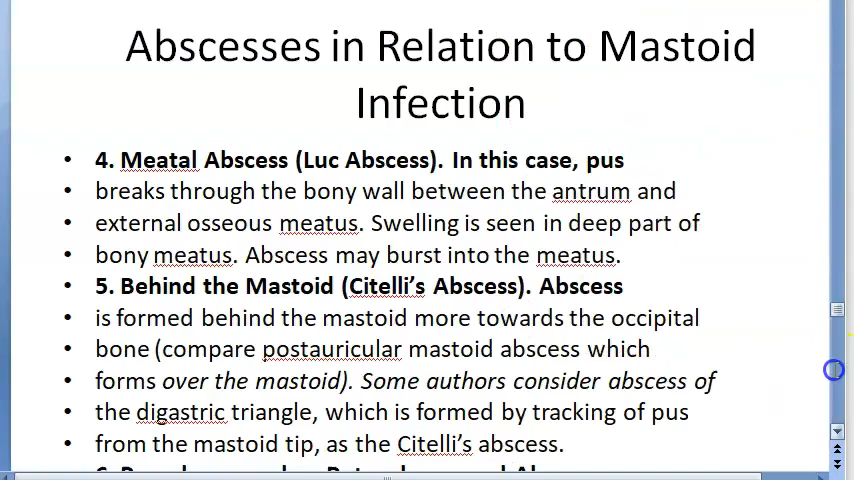 Abscesses in Relation to Mastoid
Infection
• 4. Meatal Abscess (Luc Abscess). In this case, pus
• breaks through the bony wall between the antrum and
• external osseous meatus. Swelling is seen in deep part of
• bony meatus. Abscess may burst into the meatus.
• 5. Behind the Mastoid (Citelli’s Abscess). Abscess
• is formed behind the mastoid more towards the occipital
• bone (compare postauricular mastoid abscess which
• forms over the mastoid). Some authors consider abscess of
• the digastric triangle, which is formed by tracking of pus
• from the mastoid tip, as the Citelli’s abscess.